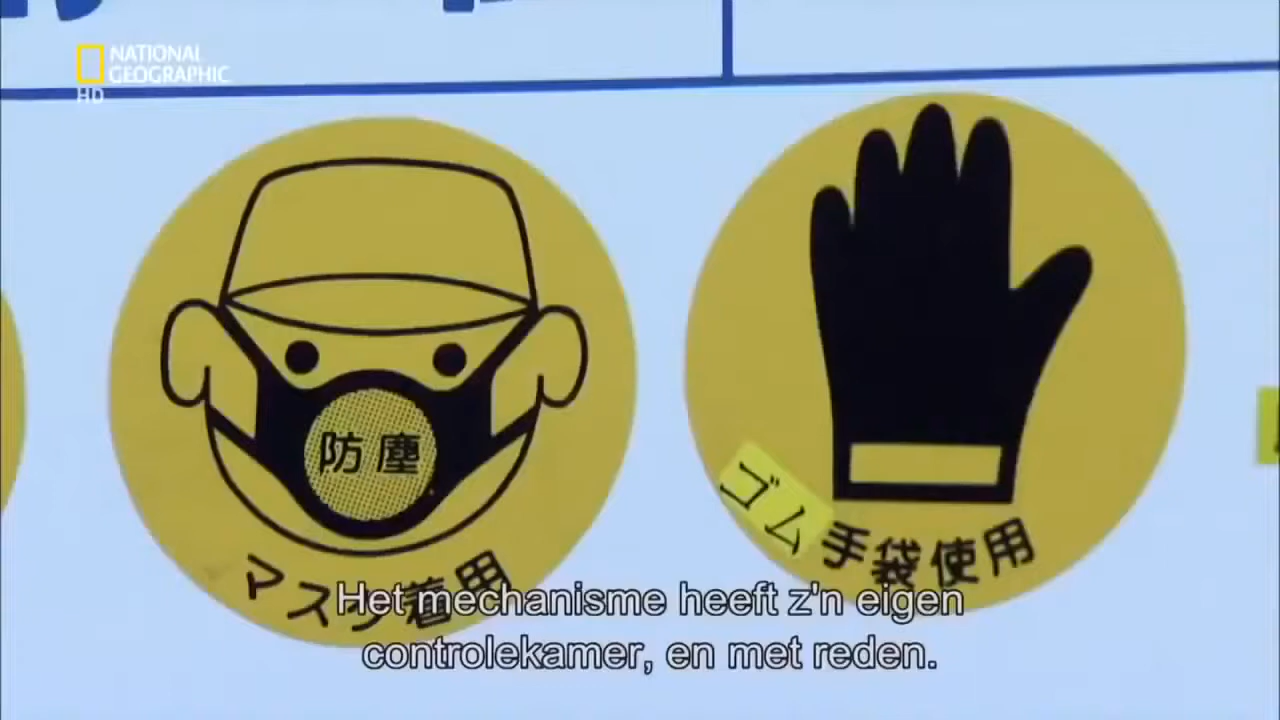 NATIONAL
GEOGRAPHIC
HD
防塵
マスク着用
ゴム手袋使用
Het mechanisme heeft z'n eigen
controlekamer, en met reden.